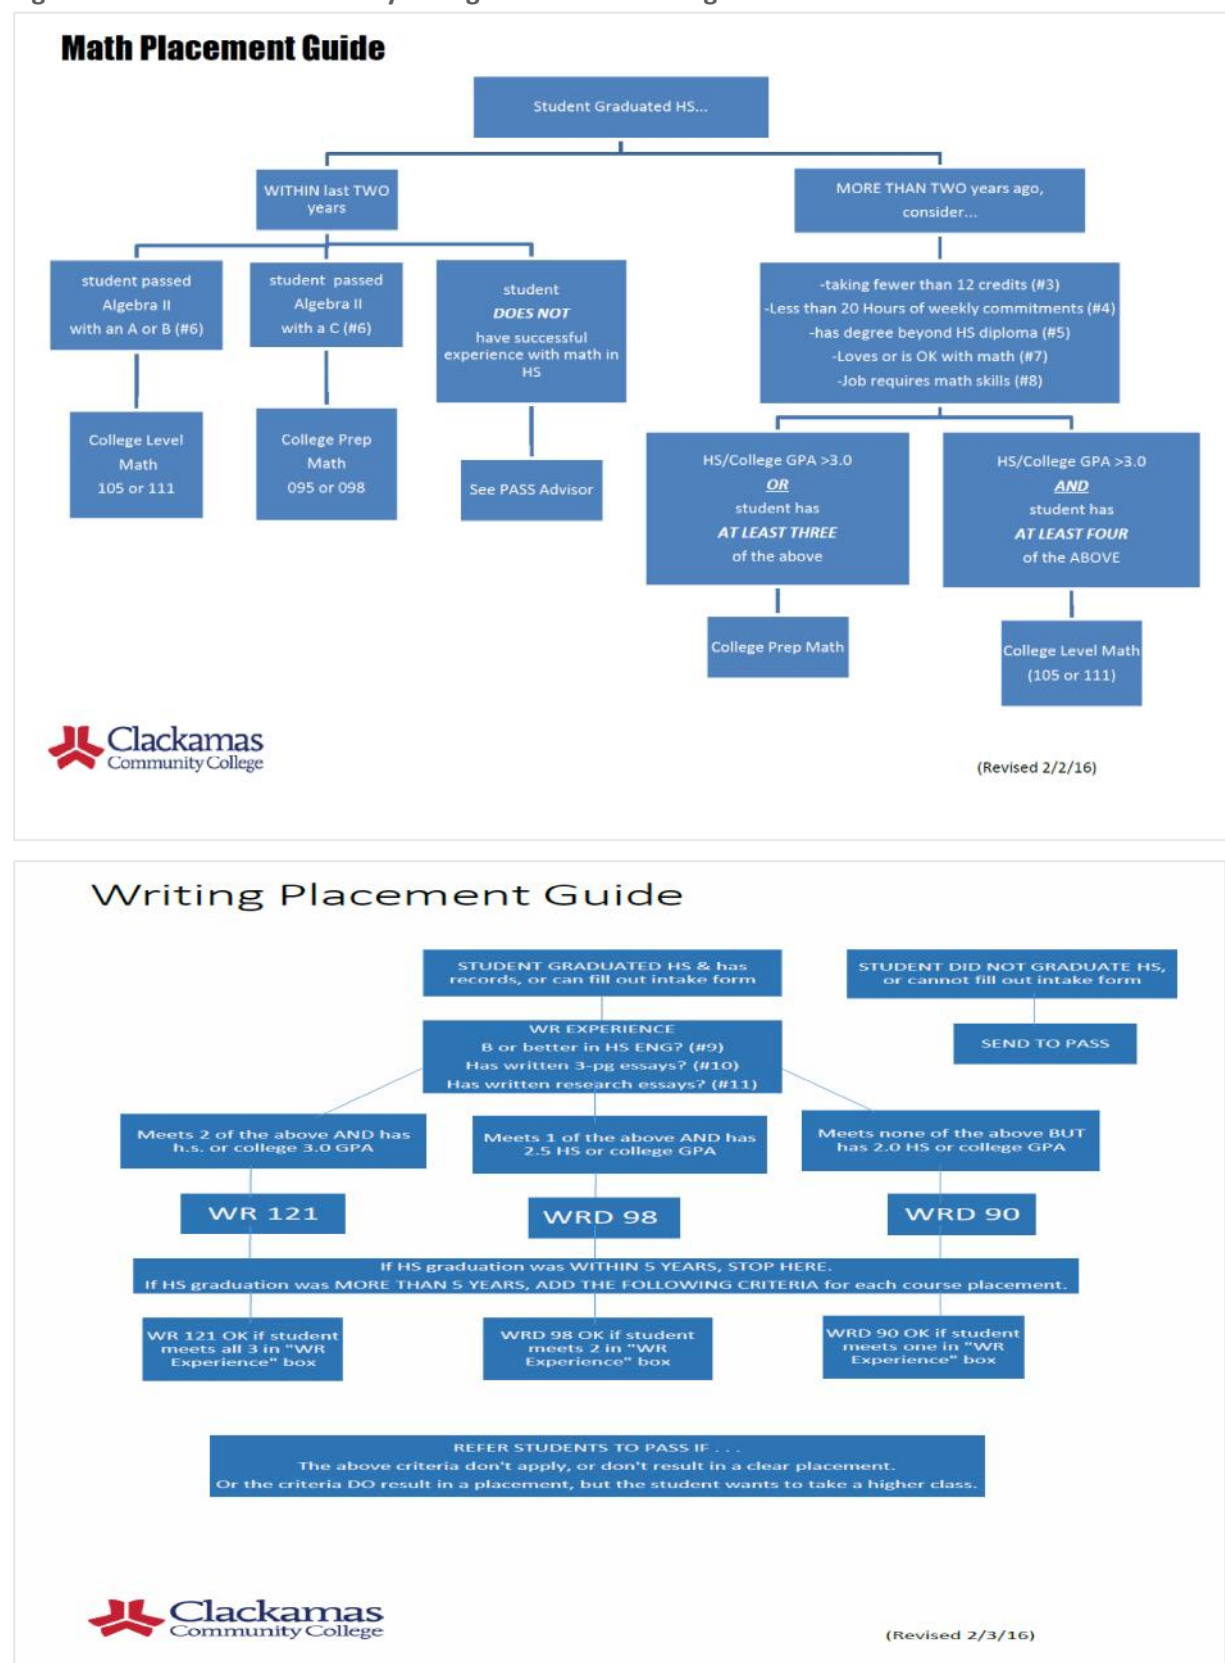 Math Placement Guide
Student Graduated HS...
WITHIN last TWO
years
MORE THAN TWO years ago,
consider...
student passed
Algebra II
with an A or B (#6)
student passed
Algebra II
with a C (#6)
student
DOES NOT
have successful
experience with math in
HS
-taking fewer than 12 credits (#3)
-Less than 20 Hours of weekly commitments (#4)
-has degree beyond HS diploma (#5)
-Loves or is OK with math (#7)
-Job requires math skills (#8)
College Level
Math
105 or 111
College Prep
Math
095 or 098
See PASS Advisor
HS/College GPA >3.0
OR
student has
AT LEAST THREE
of the above
HS/College GPA >3.0
AND
student has
AT LEAST FOUR
of the ABOVE
College Prep Math
College Level Math
(105 or 111)
Clackamas
Community College
(Revised 2/2/16)
Writing Placement Guide
STUDENT GRADUATED HS & has
records, or can fill out intake form
STUDENT DID NOT GRADUATE HS,
or cannot fill out intake form
WR EXPERIENCE
B or better in HS ENG? (#9)
Has written 3-pg essays? (#10)
Has written research essays? (#11)
SEND TO PASS
Meets 2 of the above AND has
h.s. or college 3.0 GPA
Meets 1 of the above AND has
2.5 HS or college GPA
Meets none of the above BUT
has 2.0 HS or college GPA
WR 121
WRD 98
WRD 90
If HS graduation was WITHIN 5 YEARS, STOP HERE.
If HS graduation was MORE THAN 5 YEARS, ADD THE FOLLOWING CRITERIA for each course placement.
WR 121 OK if student
meets all 3 in "WR
Experience" box
WRD 98 OK if student
meets 2 in "WR
Experience" box
WRD 90 OK if student
meets one in "WR
Experience" box
REFER STUDENTS TO PASS IF . . .
The above criteria don't apply, or don't result in a clear placement.
Or the criteria DO result in a placement, but the student wants to take a higher class.
Clackamas
Community College
(Revised 2/3/16)